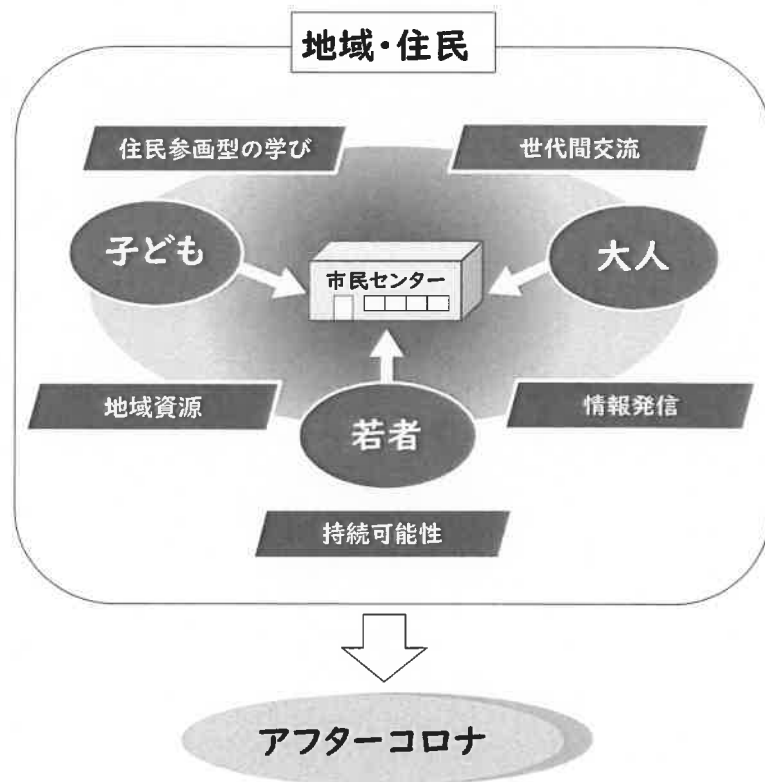 地域・住民
住民参画型の学び
世代間交流
子ども
大人
市民センター
地域資源
若者
情報発信
持続可能性
アフターコロナ